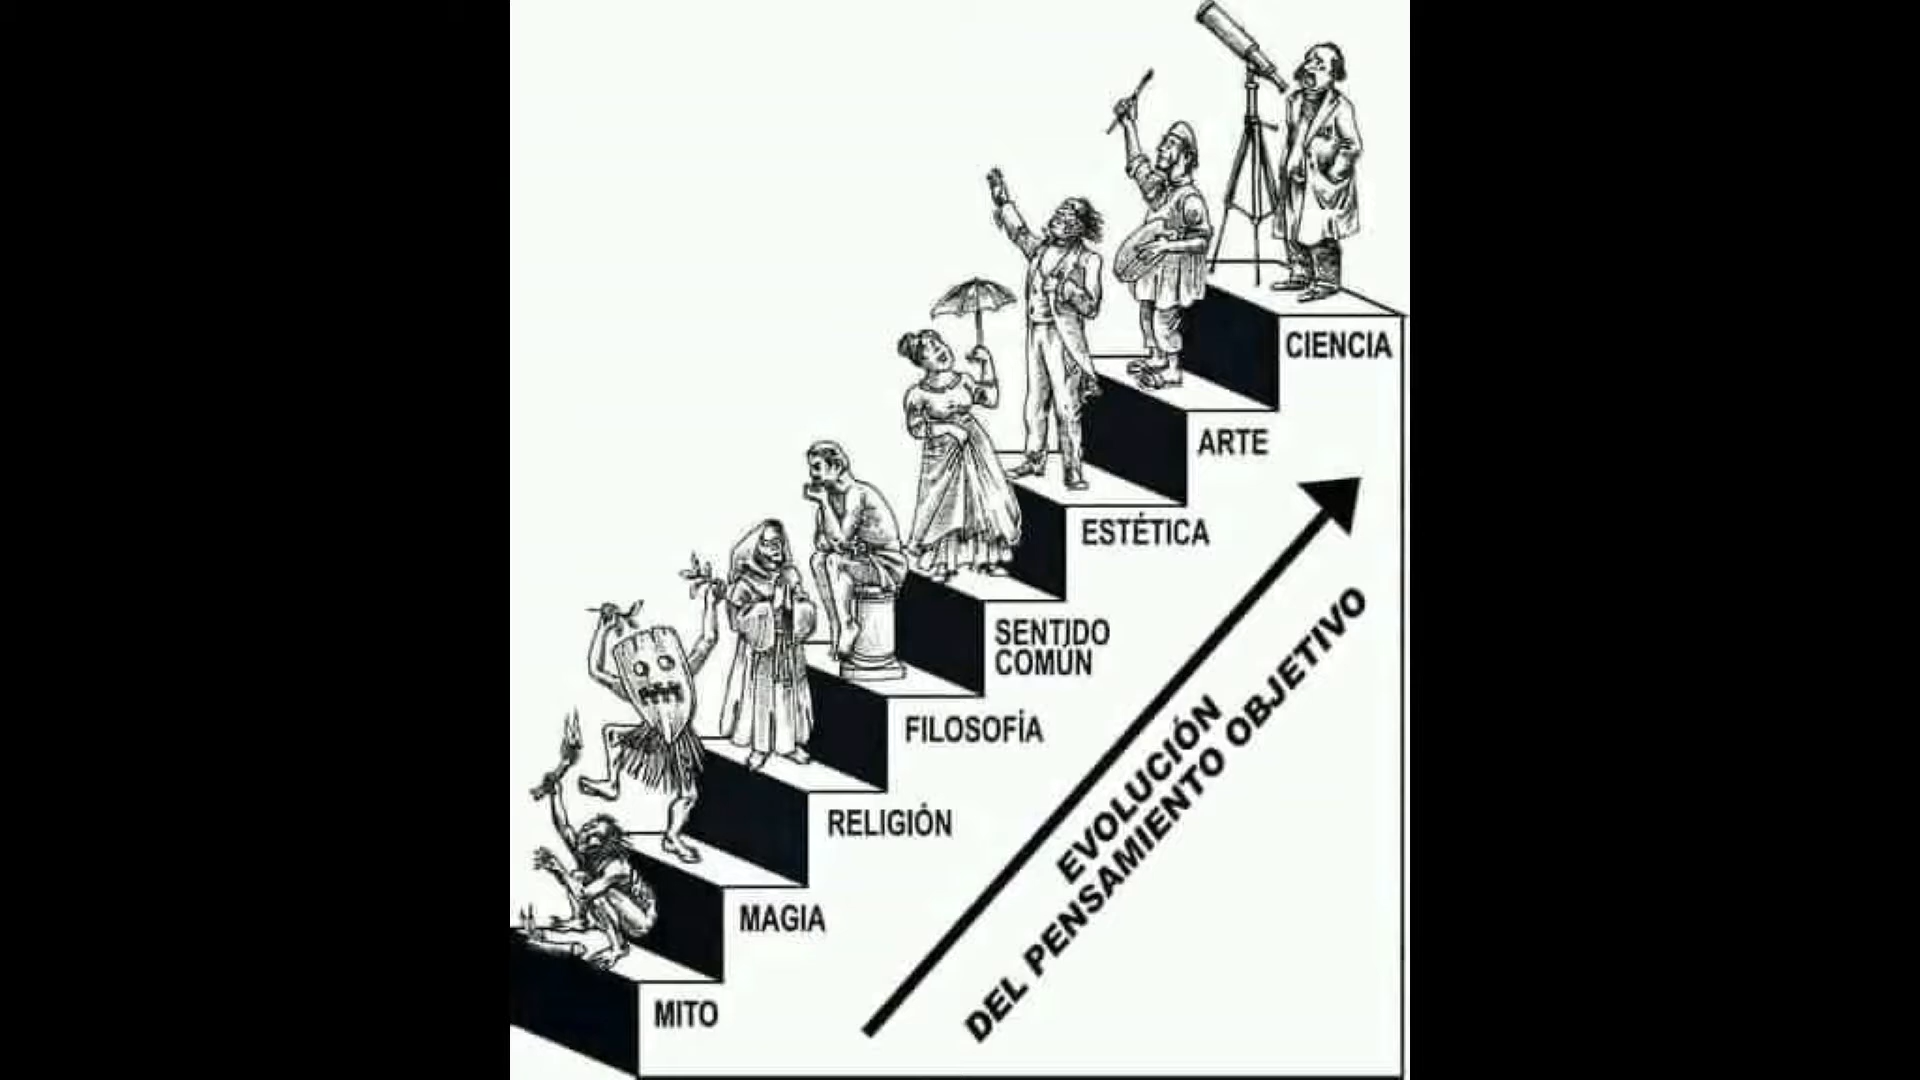 CIENCIA
ARTE
ESTÉTICA
SENTIDO
COMÚN
FILOSOFÍA
RELIGIÓN
MAGIA
MITO
EVOLUCIÓN
DEL PENSAMIENTO OBJETIVO